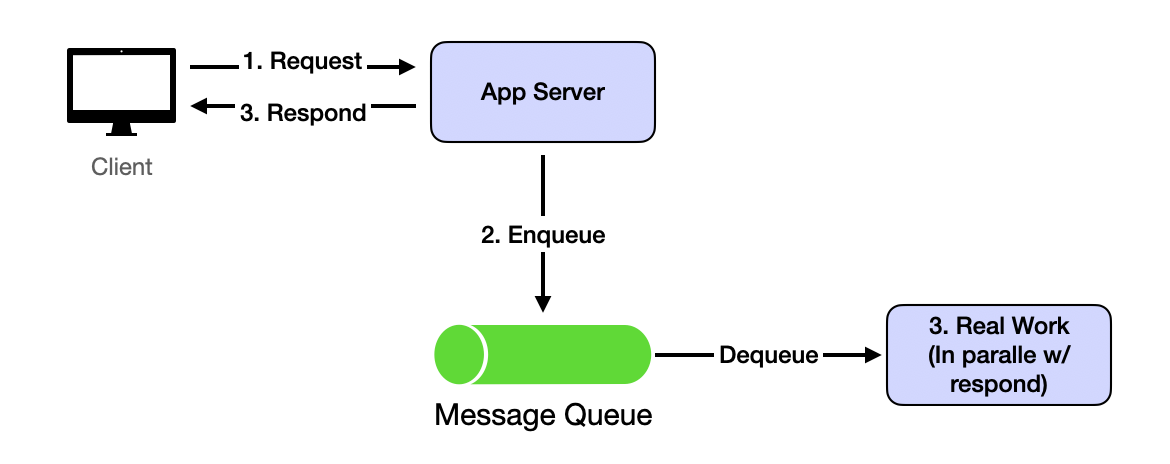 1. Request
3. Respond
App Server
Client
2. Enqueue
3. Real Work
(In paralle w/
respond)
Dequeue
Message Queue